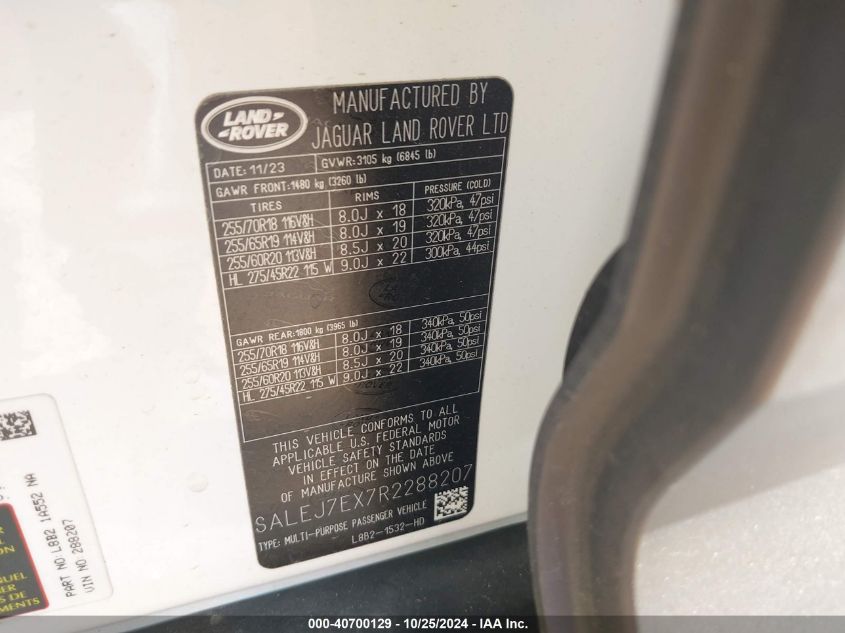 LAND
ROVER
MANUFACTURED BY
JAGUAR LAND ROVER LTD
DATE: 11/23 GVWR:3105 kg (6845 lb)
GAWR FRONT:1480 kg (3260 lb)
TIRES RIMS PRESSURE (COLD)
255/70R18 116V&H 8.0J x 18 320kPa, 47psi
255/65R19 114V&H 8.0J x 19 320kPa, 47psi
255/60R20 113V&H 8.5J x 20 320kPa, 47psi
HL 275/45R22 115 W 9.0J x 22 300kPa, 44psi
GAWR REAR:1800 kg (3965 lb)
255/70R18 116V&H 8.0J x 18 340kPa, 50psi
255/65R19 114V&H 8.0J x 19 340kPa, 50psi
255/60R20 113V&H 8.5J x 20 340kPa, 50psi
HL 275/45R22 115 W 9.0J x 22 340kPa, 50psi
THIS VEHICLE CONFORMS TO ALL
APPLICABLE U.S. FEDERAL MOTOR
VEHICLE SAFETY STANDARDS
IN EFFECT ON THE DATE
OF MANUFACTURE SHOWN ABOVE
SALEJ7EX7R2288207
TYPE: MULTI-PURPOSE PASSENGER VEHICLE
L8B2-1532-HD
PART NO:L8B2 1A552 NA
VIN NO 288207
000-40700129 - 10/25/2024 - IAA Inc.